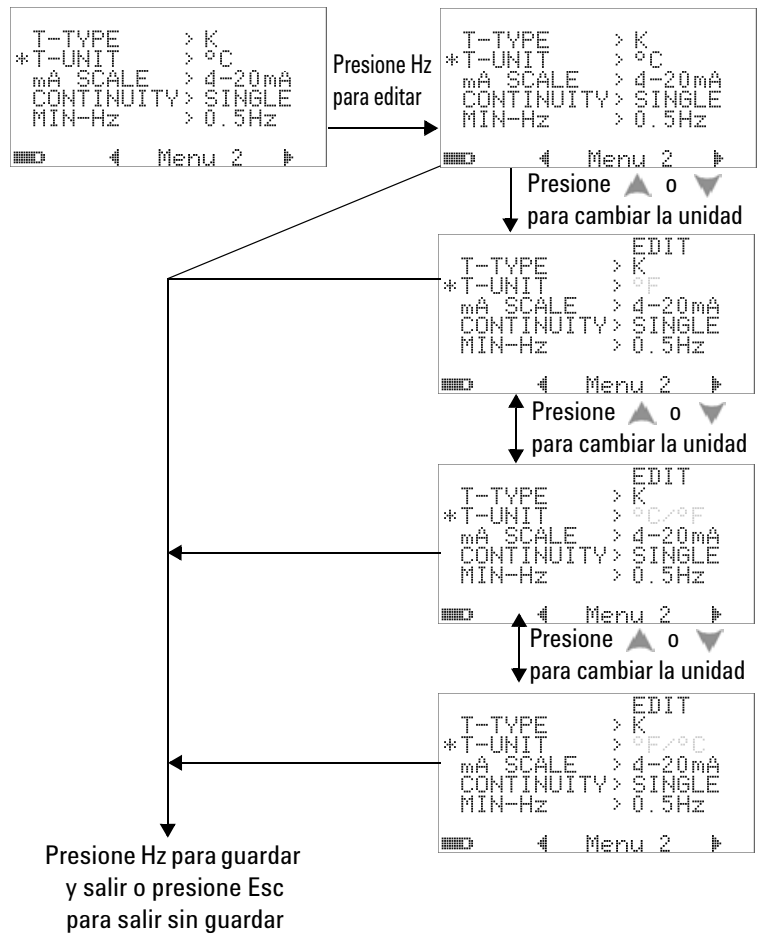 T-TYPE > K
*T-UNIT > °C
mA SCALE > 4-20mA
CONTINUITY> SINGLE
MIN-Hz > 0.5Hz
Menu 2
Presione Hz
para editar
T-TYPE > K
*T-UNIT > °C
mA SCALE > 4-20mA
CONTINUITY> SINGLE
MIN-Hz > 0.5Hz
Menu 2
Presione o
para cambiar la unidad
EDIT
T-TYPE > K
*T-UNIT > °F
mA SCALE > 4-20mA
CONTINUITY> SINGLE
MIN-Hz > 0.5Hz
Menu 2
Presione o
para cambiar la unidad
EDIT
T-TYPE > K
*T-UNIT > °C/°F
mA SCALE > 4-20mA
CONTINUITY> SINGLE
MIN-Hz > 0.5Hz
Menu 2
Presione o
para cambiar la unidad
EDIT
T-TYPE > K
*T-UNIT > °F/°C
mA SCALE > 4-20mA
CONTINUITY> SINGLE
MIN-Hz > 0.5Hz
Menu 2
Presione Hz para guardar
y salir o presione Esc
para salir sin guardar